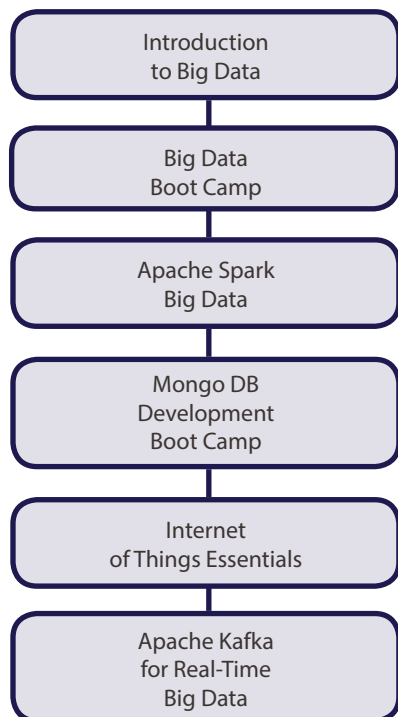 Introduction
to Big Data
Big Data
Boot Camp
Apache Spark
Big Data
Mongo DB
Development
Boot Camp
Internet
of Things Essentials
Apache Kafka
for Real-Time
Big Data